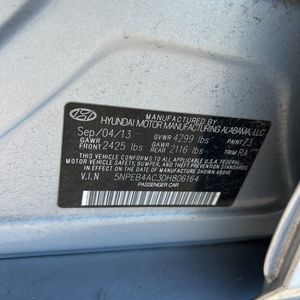 MANUFACTURED BY
HYUNDAI MOTOR MANUFACTURING ALABAMA, LLC
Sep/04/13 GVWR 4299 lbs
GAWR FRONT 2425 lbs GAWR REAR 2116 lbs PAINT
TRIM
THIS VEHICLE CONFORMS TO ALL APPLICABLE FEDERAL
MOTOR VEHICLE SAFETY, BUMPER, AND THEFT PREVENTION
STANDARDS IN EFFECT ON THE DATE OF MANUFACTURE SHOWN ABOVE.
V.I.N 5NPEB4AC3DH806164
PASSENGER CAR